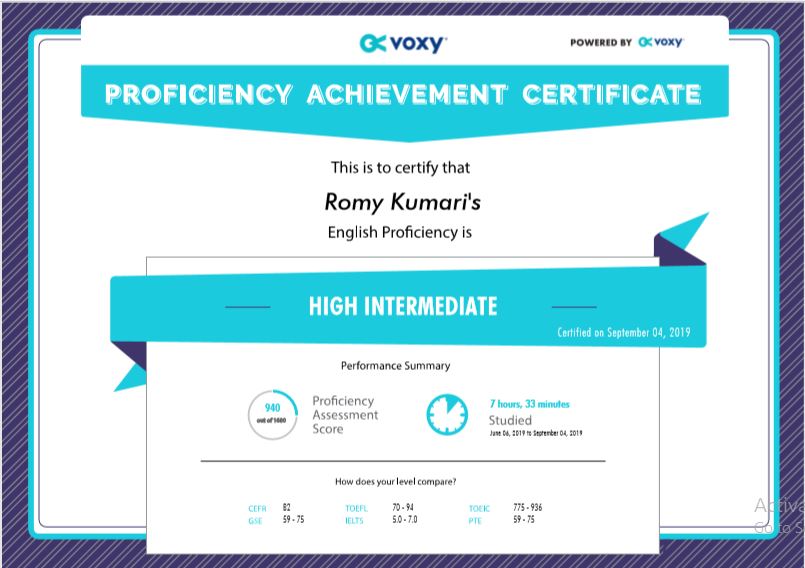 VOXY
POWERED BY VOXY
PROFICIENCY ACHIEVEMENT CERTIFICATE
This is to certify that
Romy Kumari's
English Proficiency is
HIGH INTERMEDIATE
Certified on September 04, 2019
Performance Summary
940
out of 1600
Proficiency
Assessment
Score
7 hours, 33 minutes
Studied
June 06, 2019 to September 04, 2019
How does your level compare?
CEFR B2 TOEFL 70 - 94 TOEIC 775 - 936
GSE 59 - 75 IELTS 5.0 - 7.0 PTE 59 - 75
Activa
Go to S